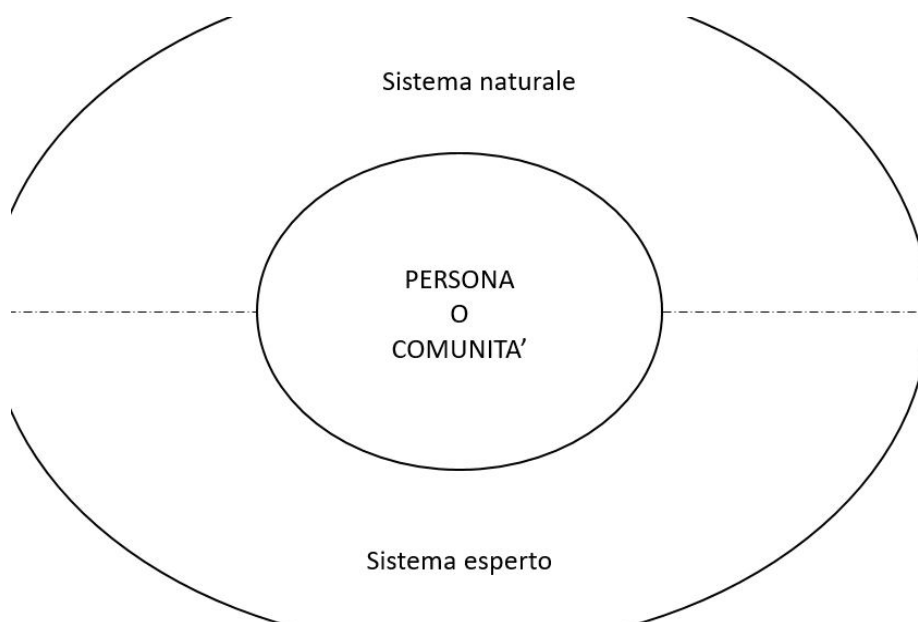 Sistema naturale
PERSONA
O
COMUNITA’
Sistema esperto